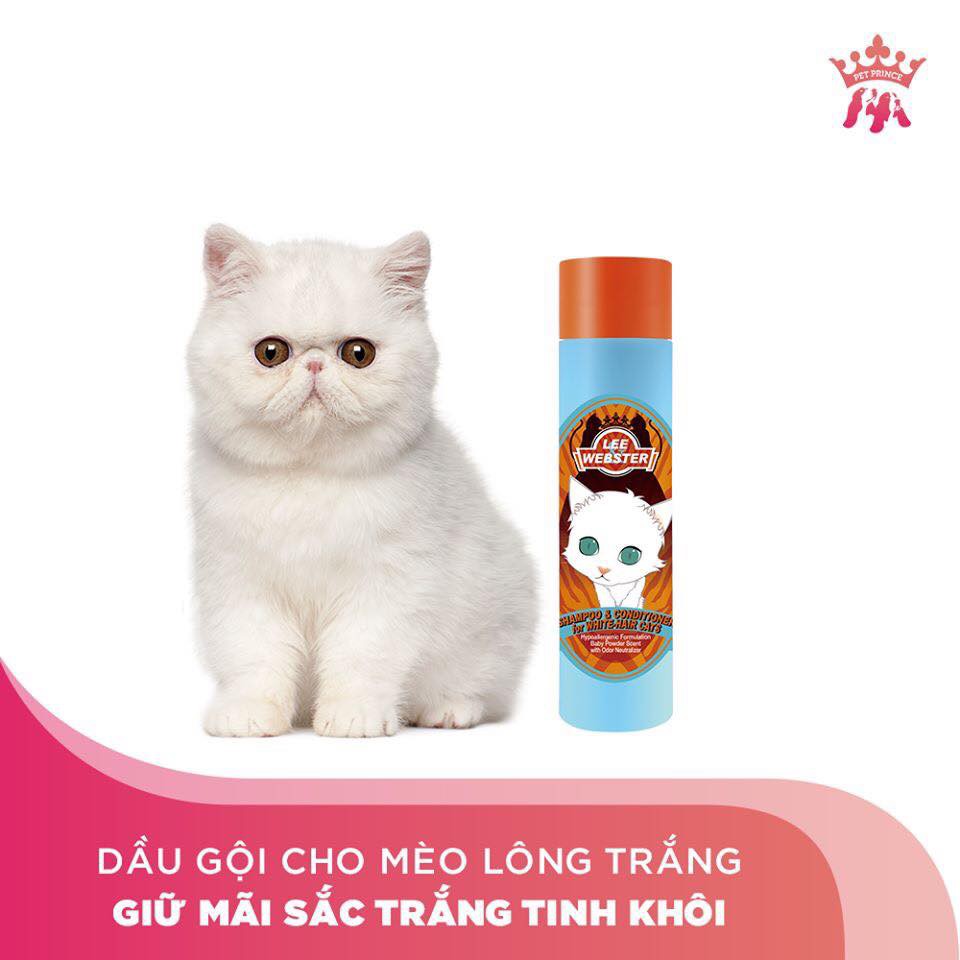 PET PRINCE
LEE
&
WEBSTER
SHAMPOO & CONDITIONER
for WHITE-HAIR CATS
Hypoallergenic Formulation
Baby Powder Scent
with Odor Neutralizer
DẦU GỘI CHO MÈO LÔNG TRẮNG
GIỮ MÃI SẮC TRẮNG TINH KHÔI